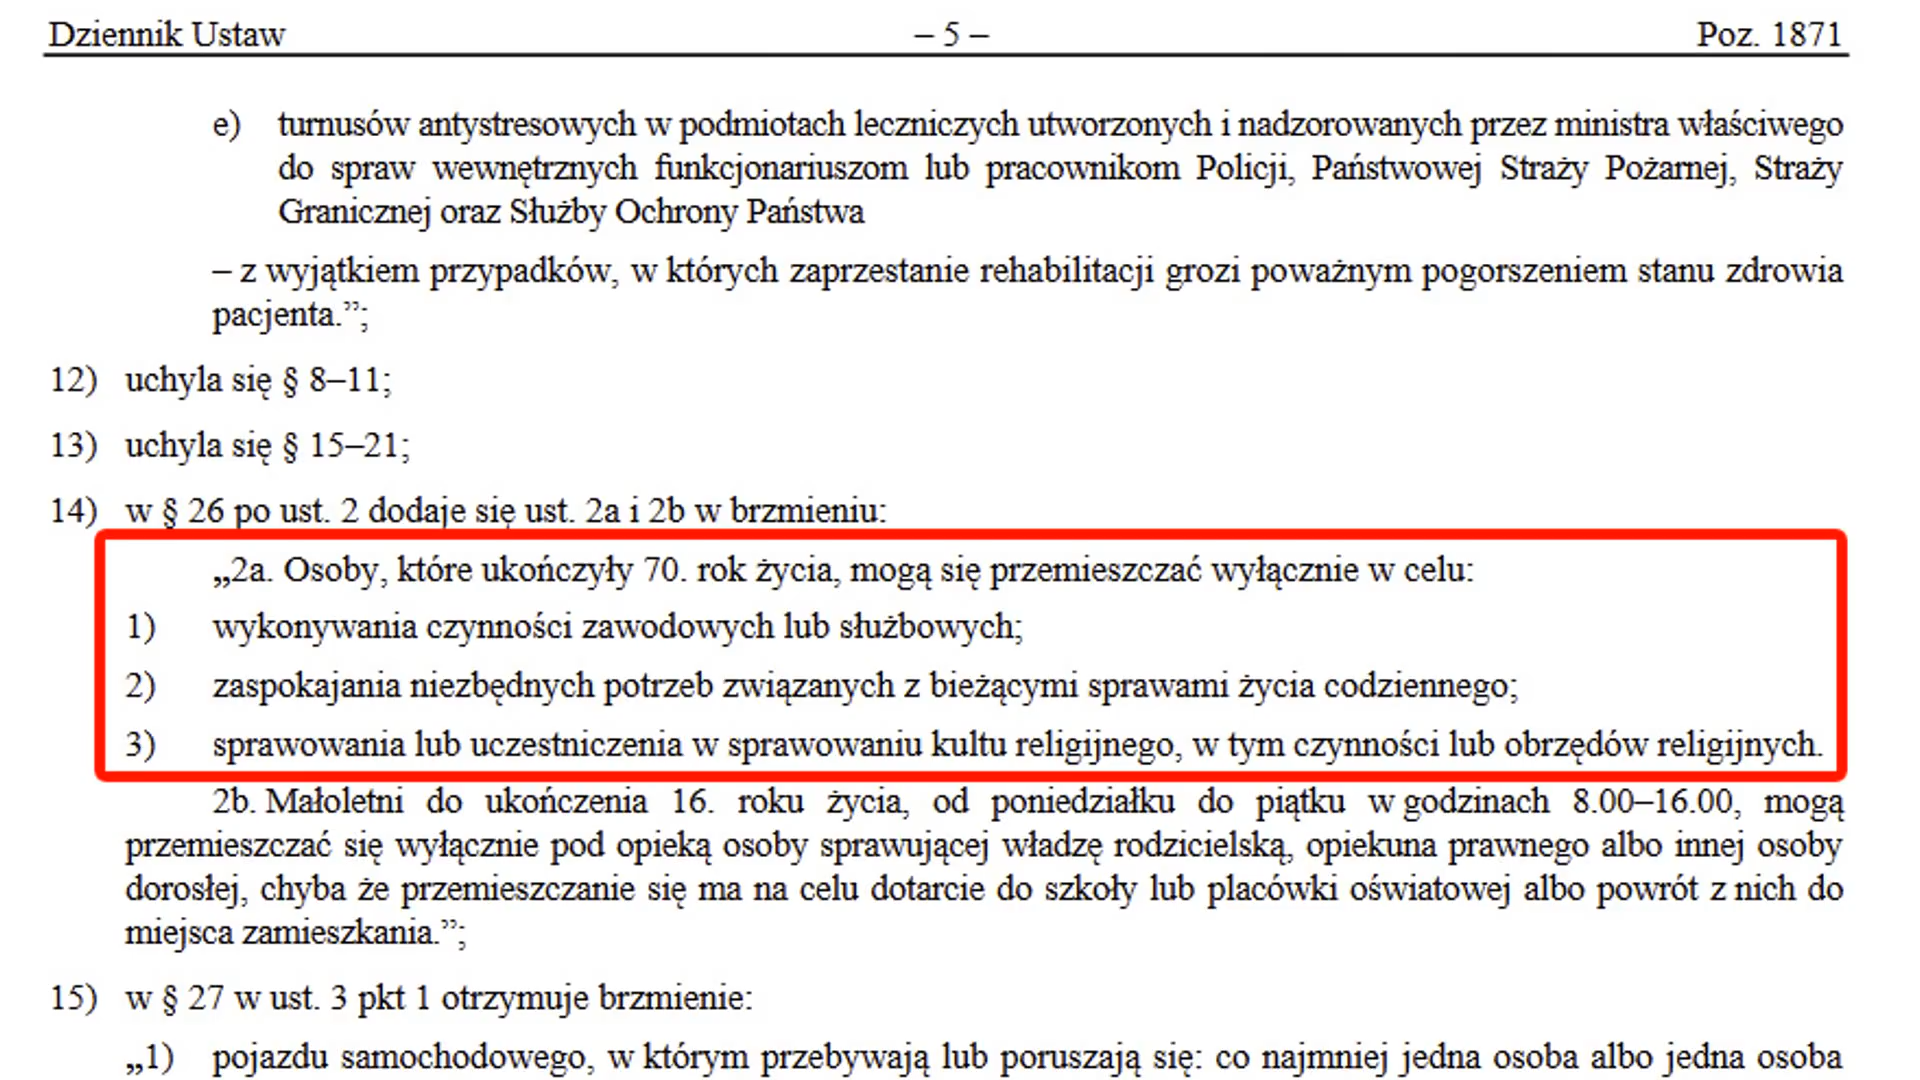 Dziennik Ustaw – 5 – Poz. 1871
e) turnusów antystresowych w podmiotach leczniczych utworzonych i nadzorowanych przez ministra właściwego
do spraw wewnętrznych funkcjonariuszom lub pracownikom Policji, Państwowej Straży Pożarnej, Straży
Granicznej oraz Służby Ochrony Państwa
– z wyjątkiem przypadków, w których zaprzestanie rehabilitacji grozi poważnym pogorszeniem stanu zdrowia
pacjenta.”;
12) uchyla się § 8–11;
13) uchyla się § 15–21;
14) w § 26 po ust. 2 dodaje się ust. 2a i 2b w brzmieniu:
„2a. Osoby, które ukończyły 70. rok życia, mogą się przemieszczać wyłącznie w celu:
1) wykonywania czynności zawodowych lub służbowych;
2) zaspokajania niezbędnych potrzeb związanych z bieżącymi sprawami życia codziennego;
3) sprawowania lub uczestniczenia w sprawowaniu kultu religijnego, w tym czynności lub obrzędów religijnych.
2b. Małoletni do ukończenia 16. roku życia, od poniedziałku do piątku w godzinach 8.00–16.00, mogą
przemieszczać się wyłącznie pod opieką osoby sprawującej władzę rodzicielską, opiekuna prawnego albo innej osoby
dorosłej, chyba że przemieszczanie się ma na celu dotarcie do szkoły lub placówki oświatowej albo powrót z nich do
miejsca zamieszkania.”;
15) w § 27 w ust. 3 pkt 1 otrzymuje brzmienie:
„1) pojazdu samochodowego, w którym przebywają lub poruszają się: co najmniej jedna osoba albo jedna osoba